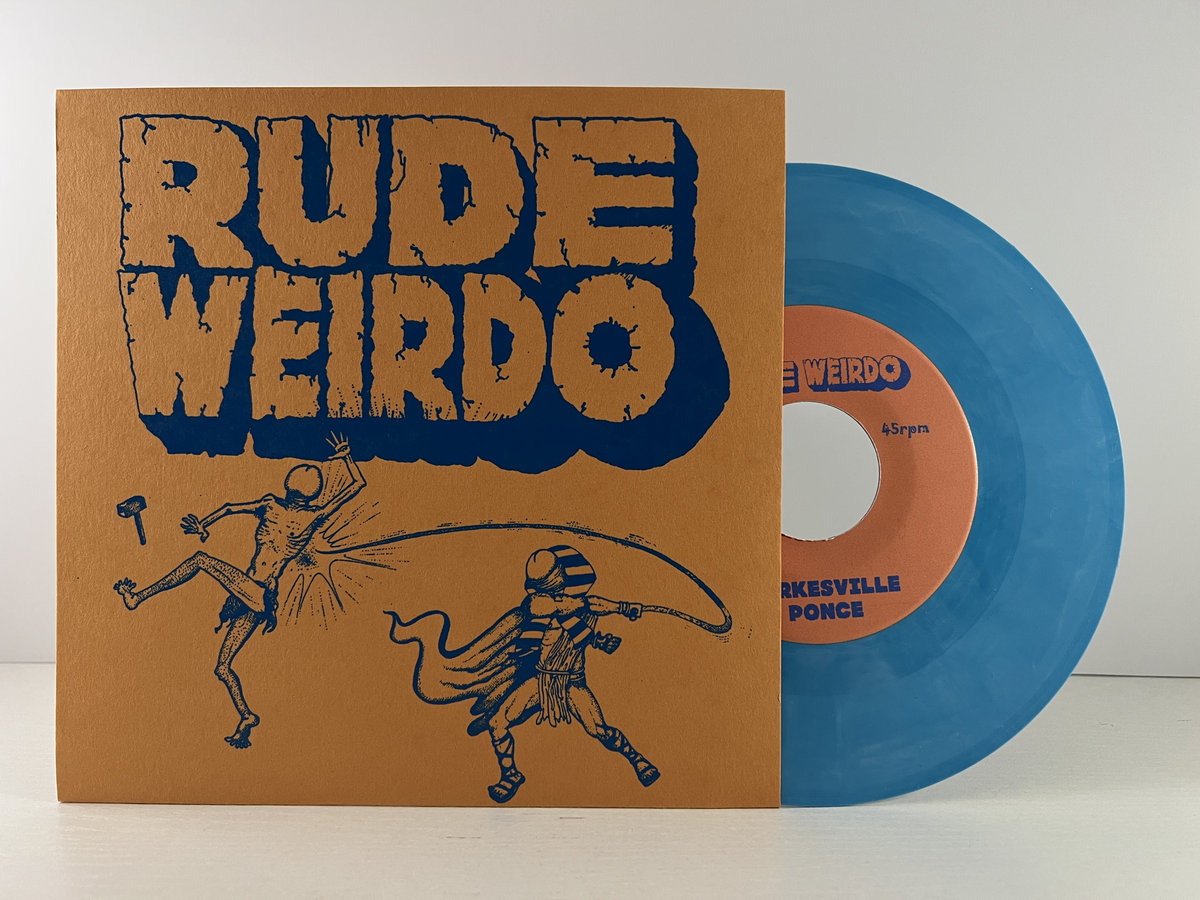 RUDE
WEIRDO
E WEIRDO
45rpm
RKESVILLE
PONCE